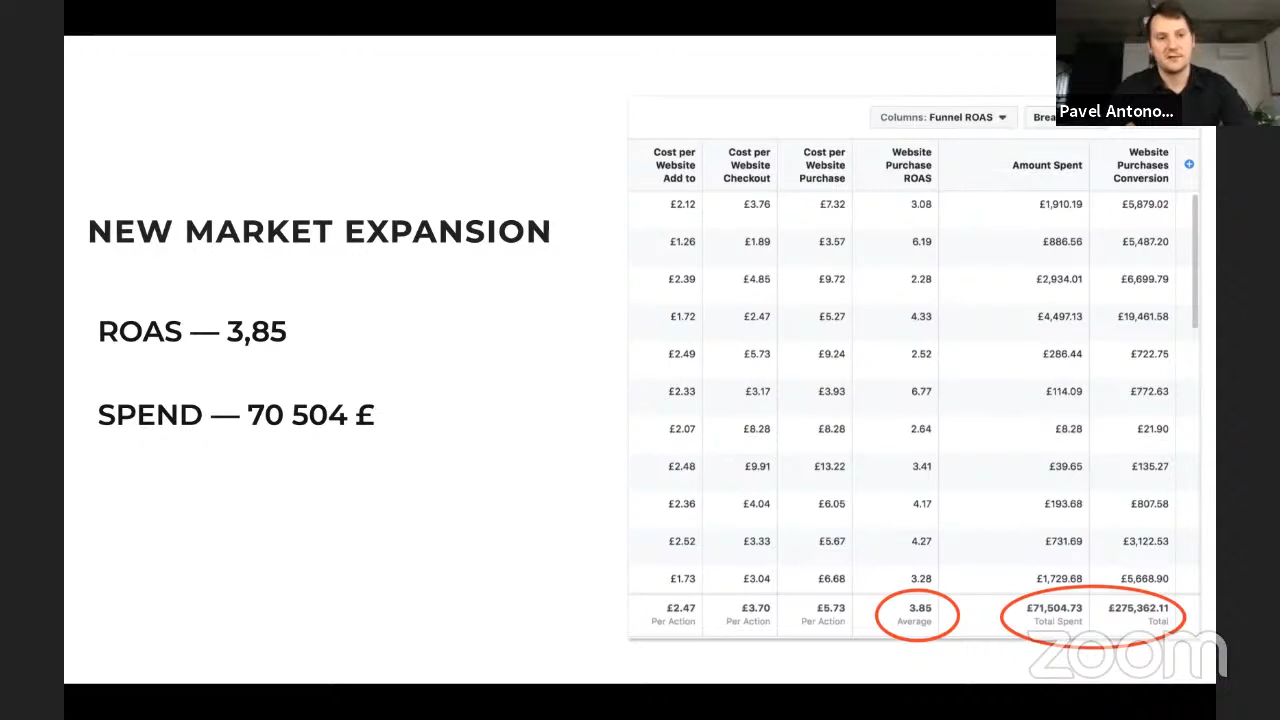 Pavel Antono...
NEW MARKET EXPANSION
ROAS — 3,85
SPEND — 70 504 £
Columns: Funnel ROAS
Brea
Cost per Website Add to
Cost per Website Checkout
Cost per Website Purchase
Website Purchase ROAS
Amount Spent
Website Purchases Conversion
£2.12 £3.76 £7.32 3.08 £1,910.19 £5,879.02
£1.26 £1.89 £3.57 6.19 £886.56 £5,487.20
£2.39 £4.85 £9.72 2.28 £2,934.01 £6,699.79
£1.72 £2.47 £5.27 4.33 £4,497.13 £19,461.58
£2.49 £5.73 £9.24 2.52 £286.44 £722.75
£2.33 £3.17 £3.93 6.77 £114.09 £772.63
£2.07 £8.28 £8.28 2.64 £8.28 £21.90
£2.48 £9.91 £13.22 3.41 £39.65 £135.27
£2.36 £4.04 £6.05 4.17 £193.68 £807.58
£2.52 £3.33 £5.67 4.27 £731.69 £3,122.53
£1.73 £3.04 £6.68 3.28 £1,729.68 £5,668.90
£2.47 £3.70 £5.73 3.85 £71,504.73 £275,362.11
Per Action Per Action Per Action Average Total Spent Total
zoom